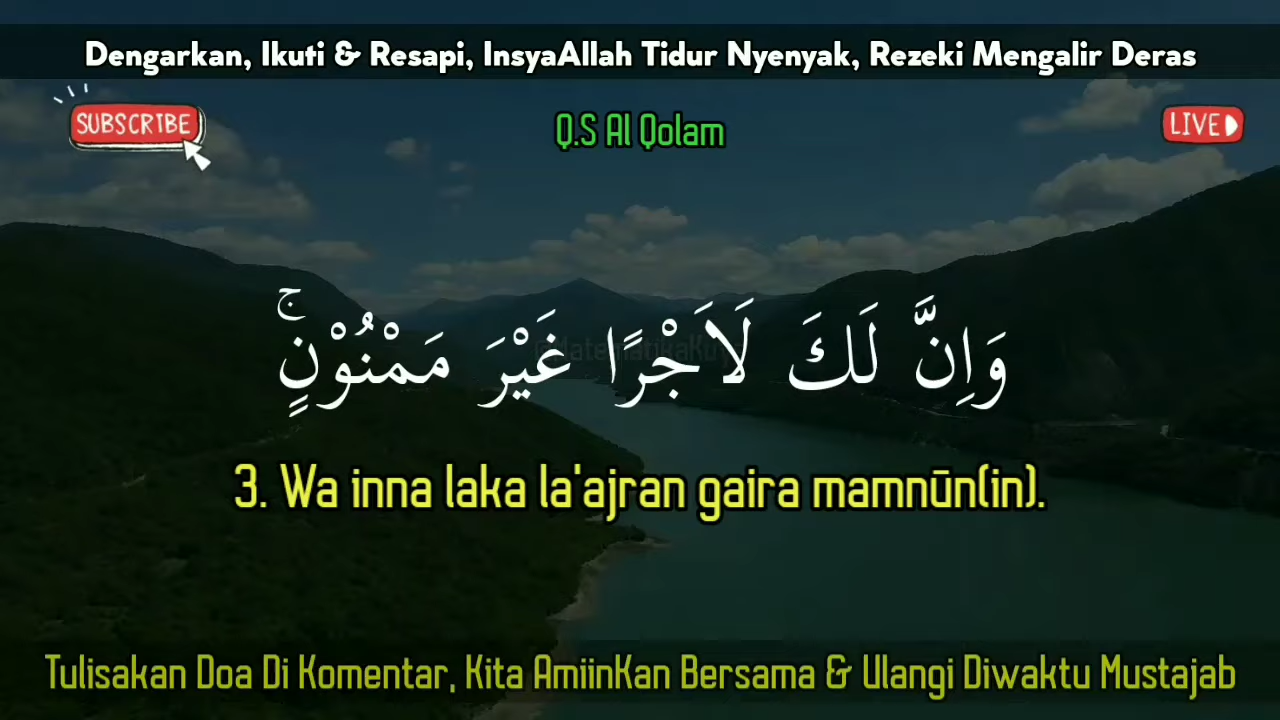 Dengarkan, Ikuti & Resapi, InsyaAllah Tidur Nyenyak, Rezeki Mengalir Deras
SUBSCRIBE
Q.S Al Qolam
LIVE
وَاِنَّ لَكَ لَاَجْرًا غَيْرَ مَمْنُوْنٍۚ
3. Wa inna laka la'ajran gaira mamnūn(in).
Tulisakan Doa Di Komentar, Kita AmiinKan Bersama & Ulangi Diwaktu Mustajab